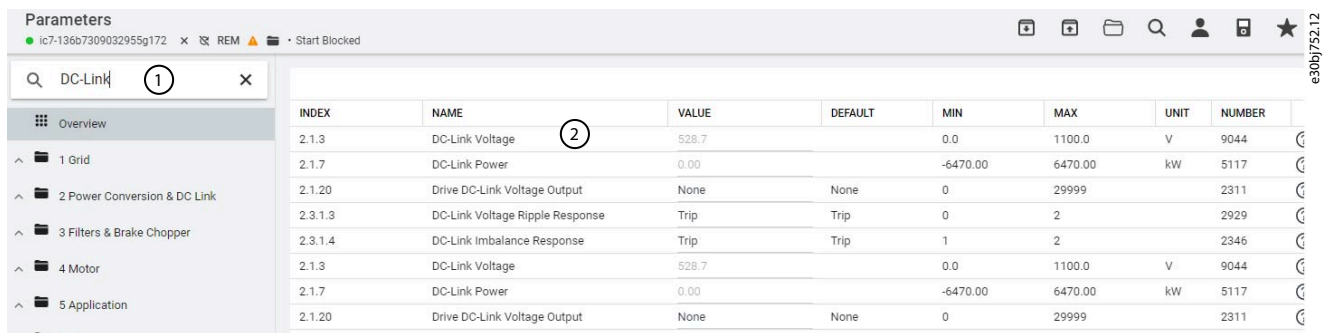 Parameters
ic7-136b7309032955g172 REM • Start Blocked
DC-Link 1
Overview
1 Grid
2 Power Conversion & DC Link
3 Filters & Brake Chopper
4 Motor
5 Application
INDEX NAME VALUE DEFAULT MIN MAX UNIT NUMBER
2.1.3 DC-Link Voltage 2 528.7 0.0 1100.0 V 9044
2.1.7 DC-Link Power 0.00 -6470.00 6470.00 kW 5117
2.1.20 Drive DC-Link Voltage Output None None 0 29999 2311
2.3.1.3 DC-Link Voltage Ripple Response Trip Trip 0 2 2929
2.3.1.4 DC-Link Imbalance Response Trip Trip 1 2 2346
2.1.3 DC-Link Voltage 528.7 0.0 1100.0 V 9044
2.1.7 DC-Link Power 0.00 -6470.00 6470.00 kW 5117
2.1.20 Drive DC-Link Voltage Output None None 0 29999 2311
e30bj752.12